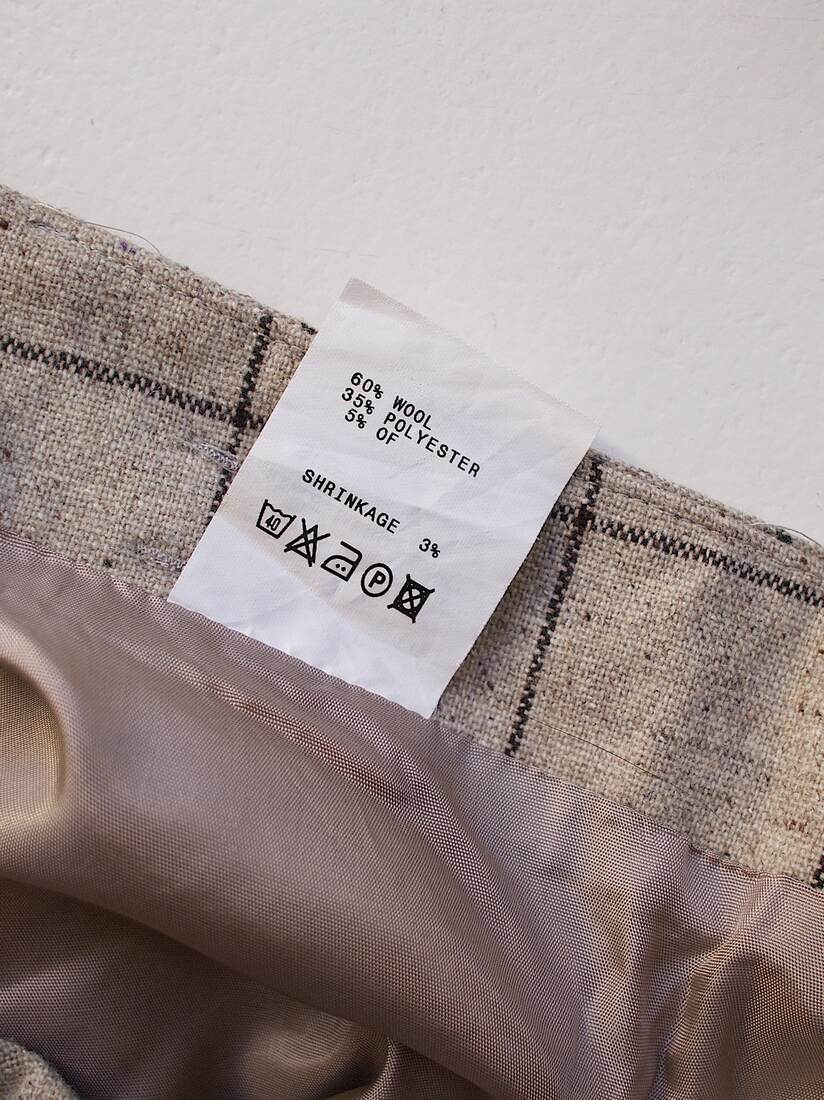 60% WOOL
35% POLYESTER
5% OF
SHRINKAGE 3%
40 P